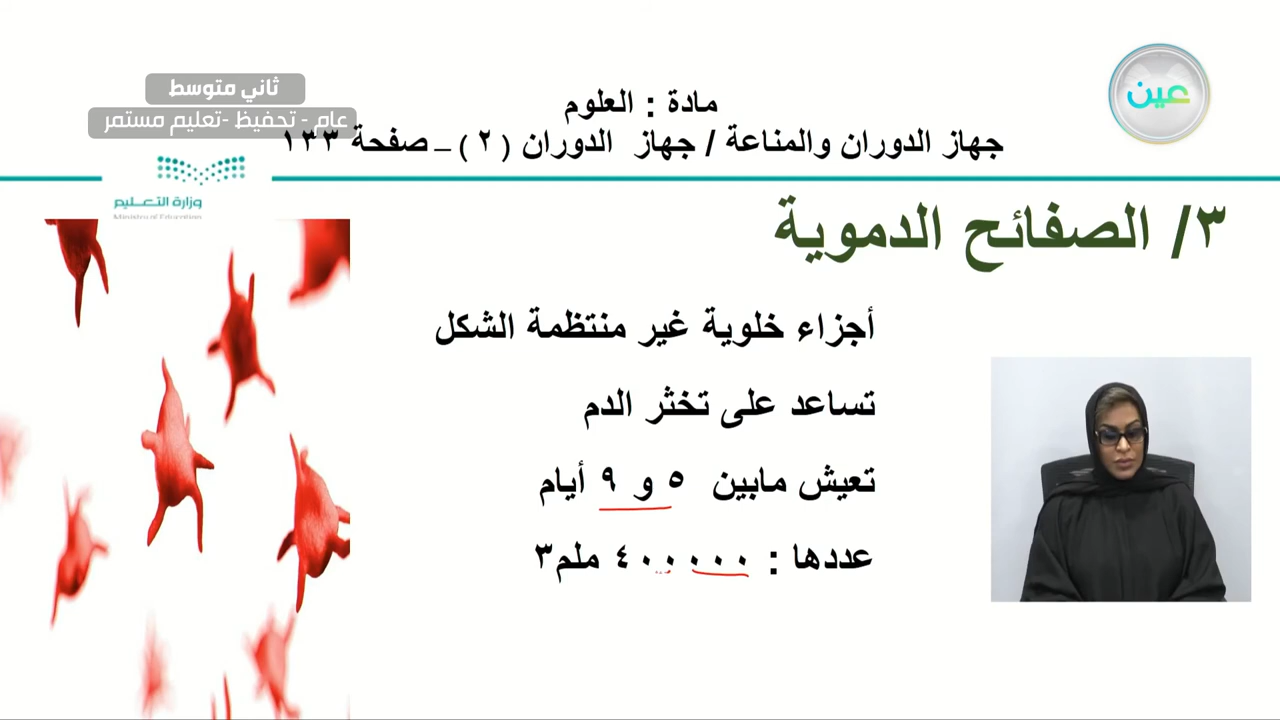 ثاني متوسط
عام - تحفيظ -تعليم مستمر
عين
مادة : العلوم
جهاز الدوران والمناعة / جهاز الدوران ( ٢ ) – صفحة ١٣٣
وزارة التعليم
Ministry of Education
٣/ الصفائح الدموية
أجزاء خلوية غير منتظمة الشكل
تساعد على تخثر الدم
تعيش مابين ٥ و ٩ أيام
عددها : ٤٠٠٠٠٠ ملم٣